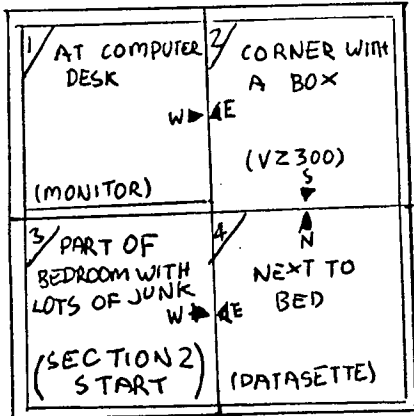 1 AT COMPUTER DESK
W E
(MONITOR)
2 CORNER WITH
A BOX
(VZ300)
S
3 PART OF
BEDROOM WITH
LOTS OF JUNK
W E
(SECTION 2
START)
4
N
NEXT TO
BED
(DATASETTE)